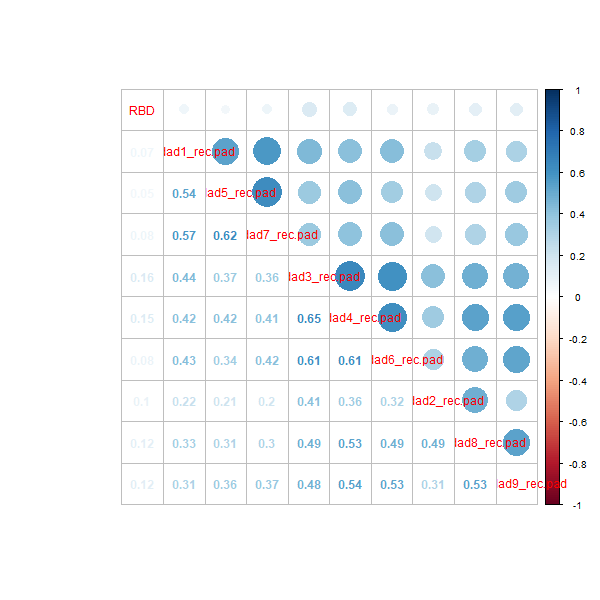 RBD
1
0.07 lad1_rec.pad
0.8
0.05 0.54 lad5_rec.pad
0.6
0.08 0.57 0.62 lad7_rec.pad
0.4
0.16 0.44 0.37 0.36 lad3_rec.pad
0.2
0.15 0.42 0.42 0.41 0.65 lad4_rec.pad
0
0.08 0.43 0.34 0.42 0.61 0.61 lad6_rec.pad
-0.2
0.1 0.22 0.21 0.2 0.41 0.36 0.32 lad2_rec.pad
-0.4
0.12 0.33 0.31 0.3 0.49 0.53 0.49 0.49 lad8_rec.pad
-0.6
0.12 0.31 0.36 0.37 0.48 0.54 0.53 0.31 0.53 lad9_rec.pad
-0.8
-1